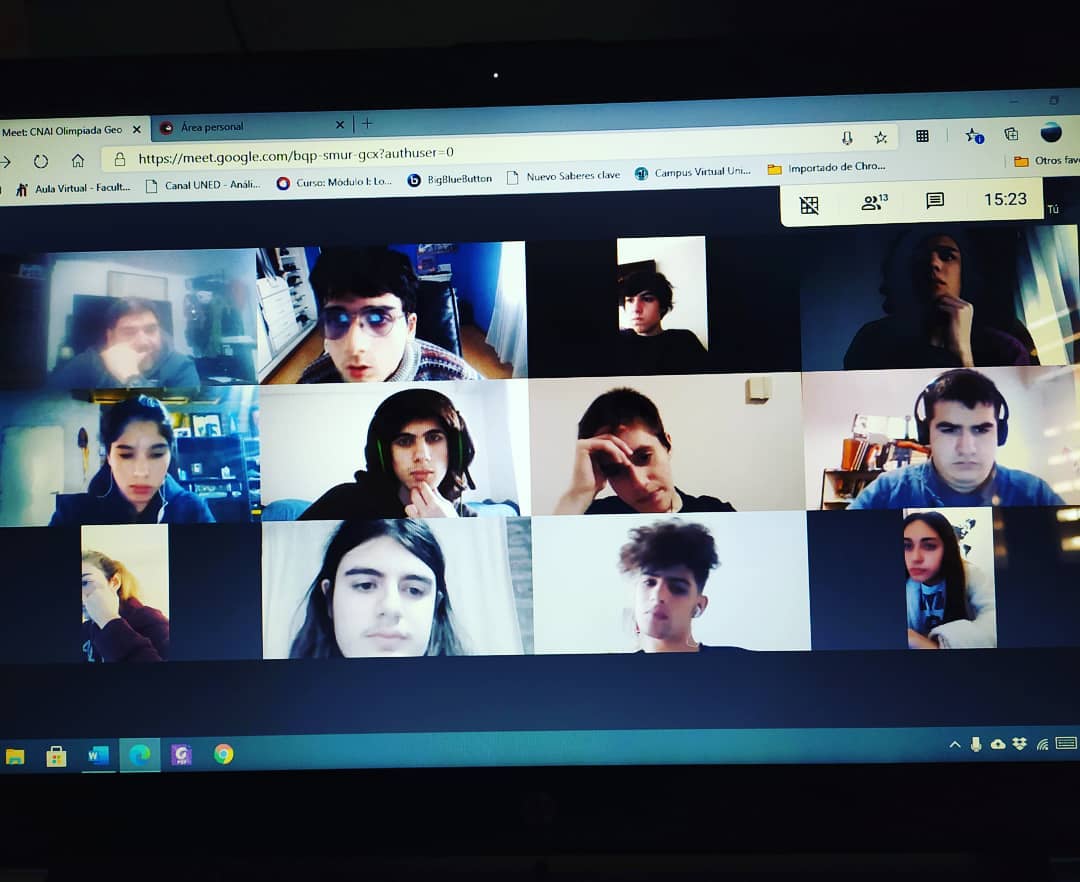 Meet: CNAI Olimpiada Geo
Área personal
https://meet.google.com/bqp-smur-gcx?authuser=0
Aula Virtual - Facult...
Canal UNED - Análi...
Curso: Módulo I: Lo...
BigBlueButton
Nuevo Saberes clave
Campus Virtual Uni...
Importado de Chro...
Otros favo
13
15:23
Tú
W
PDF